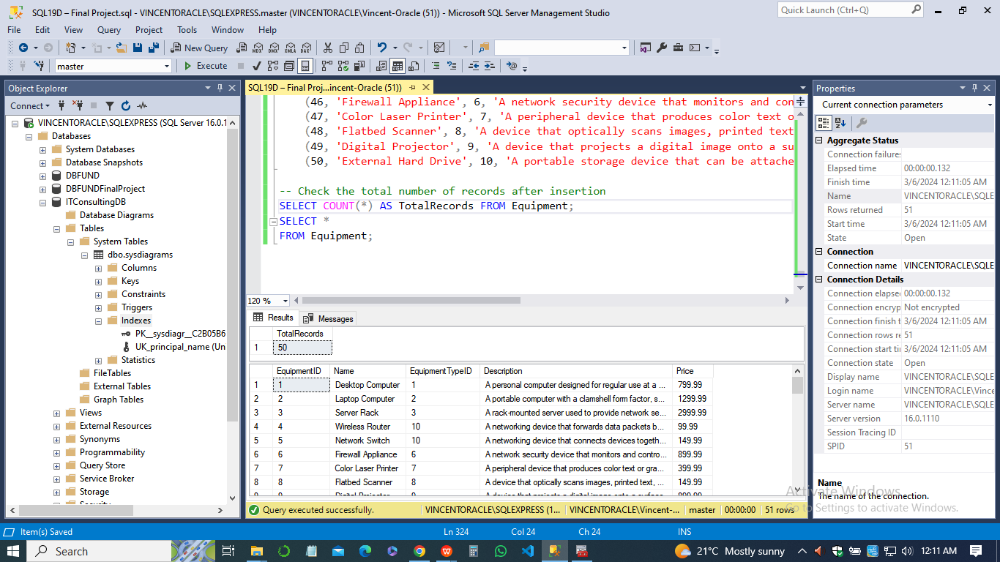 SQL19D – Final Project.sql - VINCENTORACLE\SQLEXPRESS.master (VINCENTORACLE\Vincent-Oracle (51)) - Microsoft SQL Server Management Studio
Quick Launch (Ctrl+Q)
File Edit View Query Project Tools Window Help
New Query MDX DMX XMLA DAX
master Execute
Object Explorer
Connect
VINCENTORACLE\SQLEXPRESS (SQL Server 16.0.1
Databases
System Databases
Database Snapshots
DBFUND
DBFUNDFinalProject
ITConsultingDB
Database Diagrams
Tables
System Tables
dbo.sysdiagrams
Columns
Keys
Constraints
Triggers
Indexes
PK__sysdiagr__C2B05B6
UK_principal_name (Un
Statistics
FileTables
External Tables
Graph Tables
Views
External Resources
Synonyms
Programmability
Query Store
Service Broker
Storage
Security
SQL19D – Final Proj...incent-Oracle (51))
(46, 'Firewall Appliance', 6, 'A network security device that monitors and con
(47, 'Color Laser Printer', 7, 'A peripheral device that produces color text o
(48, 'Flatbed Scanner', 8, 'A device that optically scans images, printed text
(49, 'Digital Projector', 9, 'A device that projects a digital image onto a su
(50, 'External Hard Drive', 10, 'A portable storage device that can be attache
-- Check the total number of records after insertion
SELECT COUNT(*) AS TotalRecords FROM Equipment;
SELECT *
FROM Equipment;
120 %
Results Messages
TotalRecords
1 50
EquipmentID Name EquipmentTypeID Description Price
1 1 Desktop Computer 1 A personal computer designed for regular use at a ... 799.99
2 2 Laptop Computer 2 A portable computer with a clamshell form factor, s... 1299.99
3 3 Server Rack 3 A rack-mounted server used to provide network se... 2999.99
4 4 Wireless Router 10 A networking device that forwards data packets b... 99.99
5 5 Network Switch 10 A networking device that connects devices togeth... 149.99
6 6 Firewall Appliance 6 A network security device that monitors and contro... 899.99
7 7 Color Laser Printer 7 A peripheral device that produces color text or gra... 399.99
8 8 Flatbed Scanner 8 A device that optically scans images, printed text, ... 149.99
9 9 Digital Projector 9 A device that projects a digital image onto a surface 899.99
Query executed successfully. VINCENTORACLE\SQLEXPRESS (1... VINCENTORACLE\Vincent-... master 00:00:00 51 rows
Properties
Current connection parameters
Aggregate Status
Connection failures
Elapsed time 00:00:00.132
Finish time 3/6/2024 12:11:05 AM
Name VINCENTORACLE\SQLE
Rows returned 51
Start time 3/6/2024 12:11:05 AM
State Open
Connection
Connection name VINCENTORACLE\SQLE
Connection Details
Connection elapse 00:00:00.132
Connection encryp Not encrypted
Connection finish t 3/6/2024 12:11:05 AM
Connection rows re 51
Connection start ti 3/6/2024 12:11:05 AM
Connection state Open
Display name VINCENTORACLE\SQLE
Login name VINCENTORACLE\Vince
Server name VINCENTORACLE\SQLE
Server version 16.0.1110
Session Tracing ID
SPID 51
Name
The name of the connection.
Activate Windows
Go to Settings to activate Windows.
Item(s) Saved Ln 324 Col 24 Ch 24 INS
Search 21°C Mostly sunny 12:11 AM